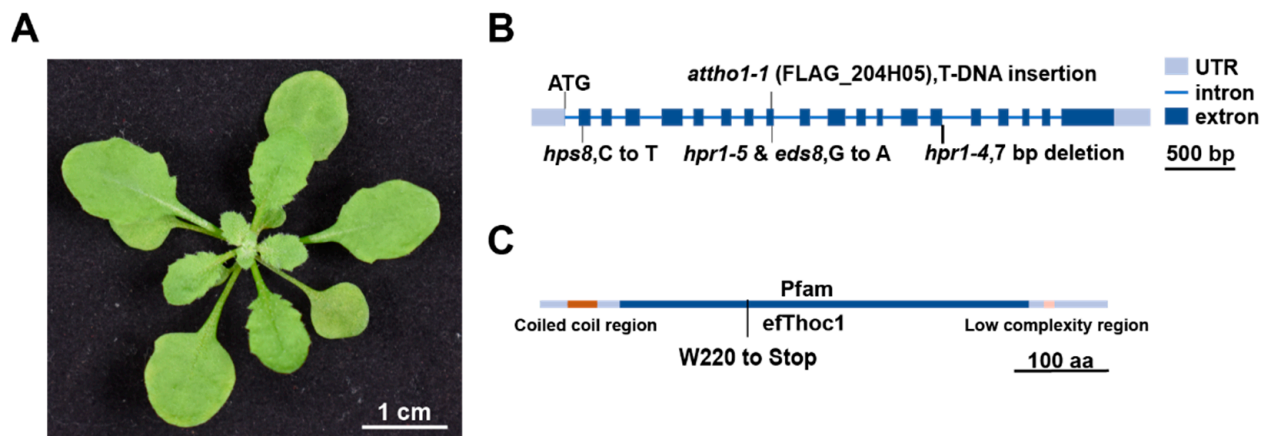 A
1 cm
B
ATG
attho1-1 (FLAG_204H05),T-DNA insertion
hps8,C to T
hpr1-5 & eds8,G to A
hpr1-4,7 bp deletion
UTR
intron
extron
500 bp
C
Pfam
Coiled coil region
efThoc1
Low complexity region
W220 to Stop
100 aa